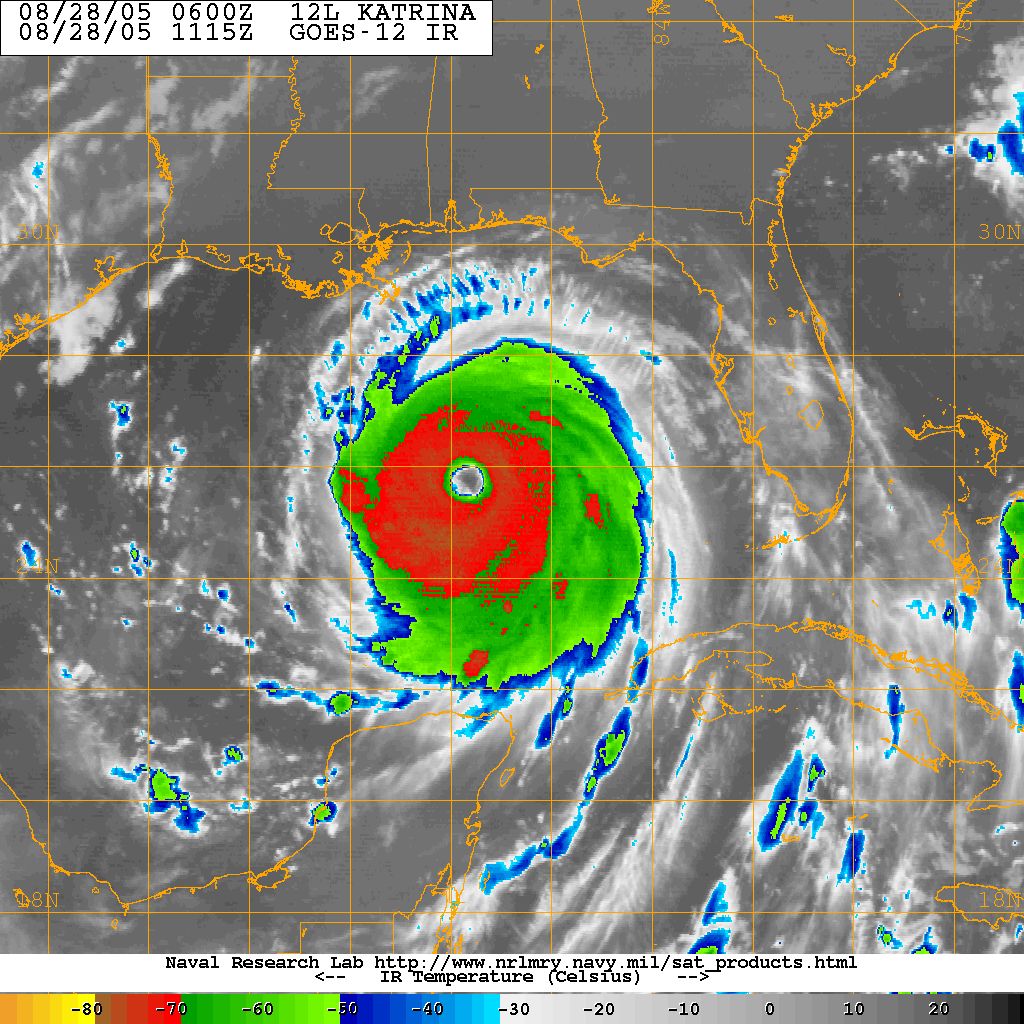 08/28/05 0600Z 12L KATRINA
08/28/05 1115Z GOES-12 IR
84W
78W
30N
30N
24N
24N
18N
18N
Naval Research Lab http://www.nrlmry.navy.mil/sat_products.html
<-- IR Temperature (Celsius) -->
-80 -70 -60 -50 -40 -30 -20 -10 0 10 20